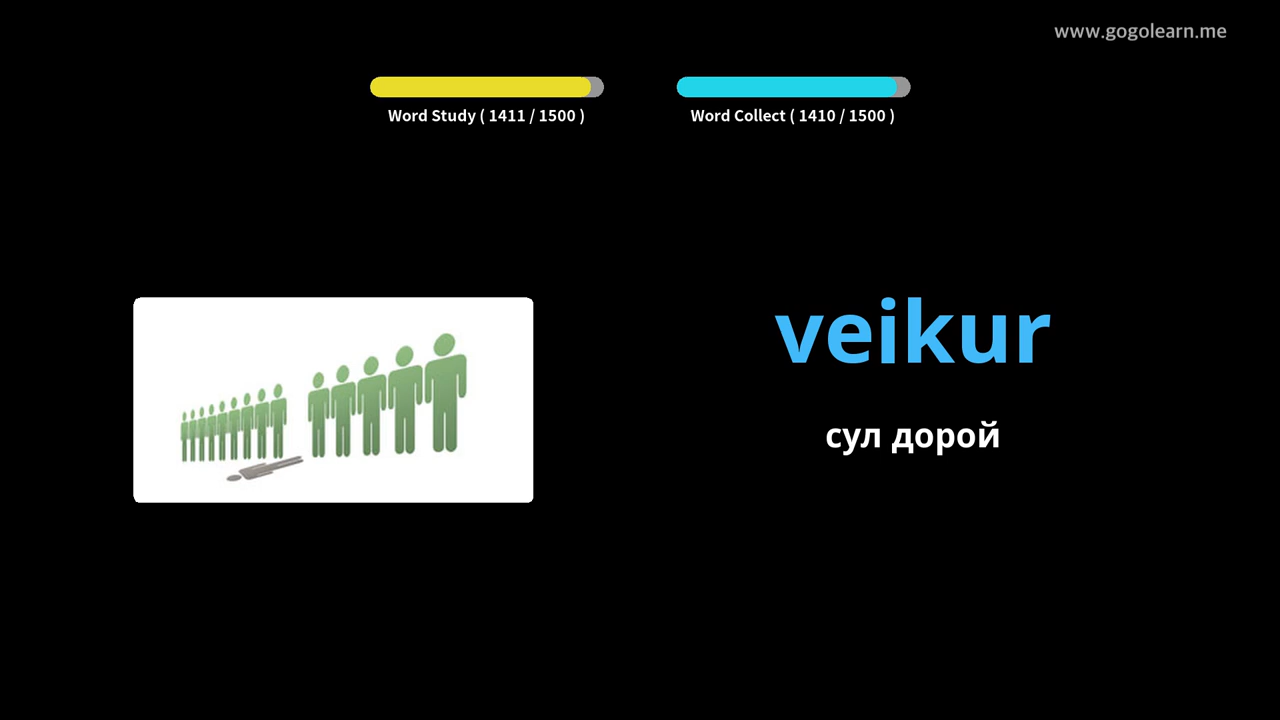 www.gogolearn.me
Word Study ( 1411 / 1500 )
Word Collect ( 1410 / 1500 )
veikur
сул дорой